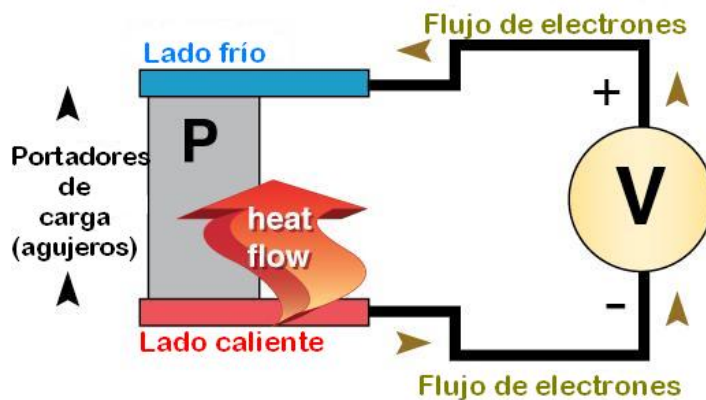 Flujo de electrones
Lado frío
+
P
Portadores
de
carga
(agujeros)
V
heat
flow
-
Lado caliente
Flujo de electrones